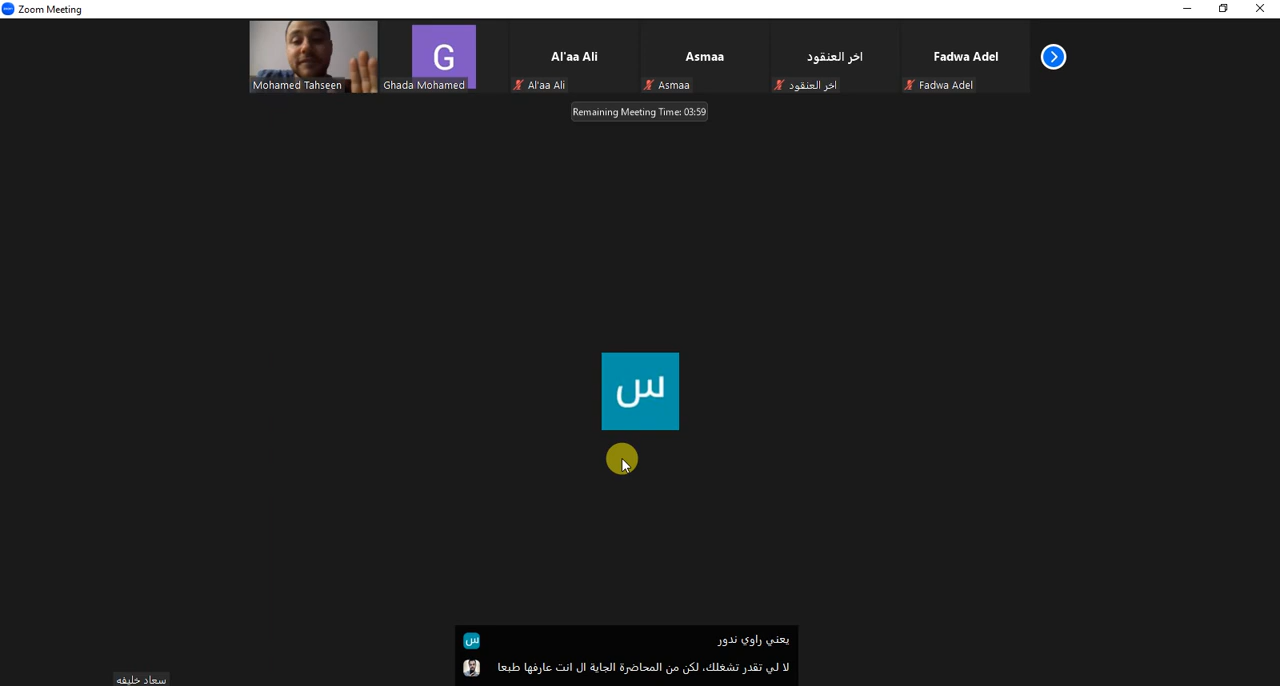 Zoom Meeting
G
Al'aa Ali
Asmaa
اخر العنقود
Fadwa Adel
Mohamed Tahseen
Ghada Mohamed
Al'aa Ali
Asmaa
اخر العنقود
Fadwa Adel
Remaining Meeting Time: 03:59
س
س
يعني راوي ندور
لا لي تقدر تشغلك، لكن من المحاضرة الجاية ال انت عارفها طبعا
سعاد خليفه